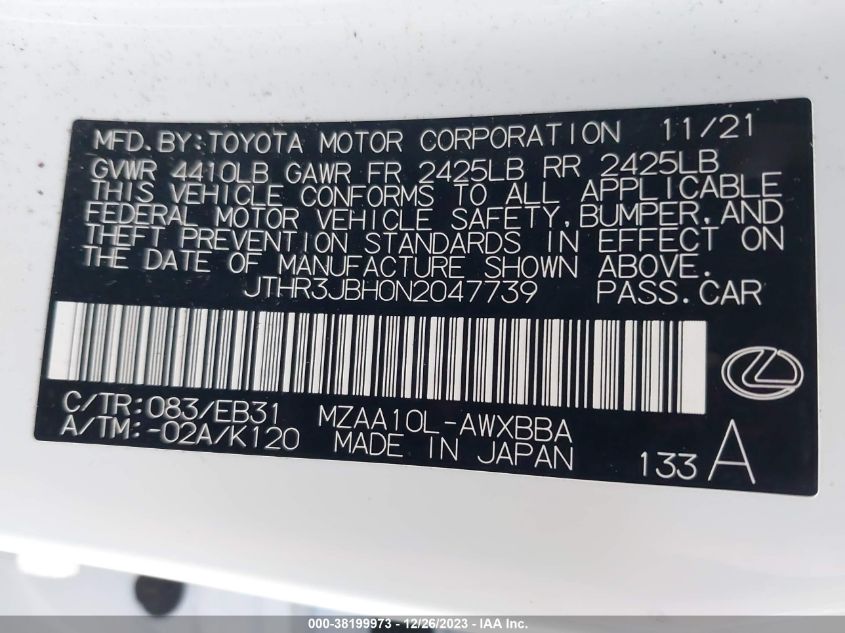 MFD.BY:TOYOTA MOTOR CORPORATION 11/21
GVWR 4410LB GAWR FR 2425LB RR 2425LB
THIS VEHICLE CONFORMS TO ALL APPLICABLE
FEDERAL MOTOR VEHICLE SAFETY,BUMPER,AND
THEFT PREVENTION STANDARDS IN EFFECT ON
THE DATE OF MANUFACTURE SHOWN ABOVE.
JTHR3JBH0N2047739 PASS.CAR
C/TR:083/EB31 MZAA10L-AWXBBA
A/TM:-02A/K120 MADE IN JAPAN 133 A
000-38199973 - 12/26/2023 - IAA Inc.